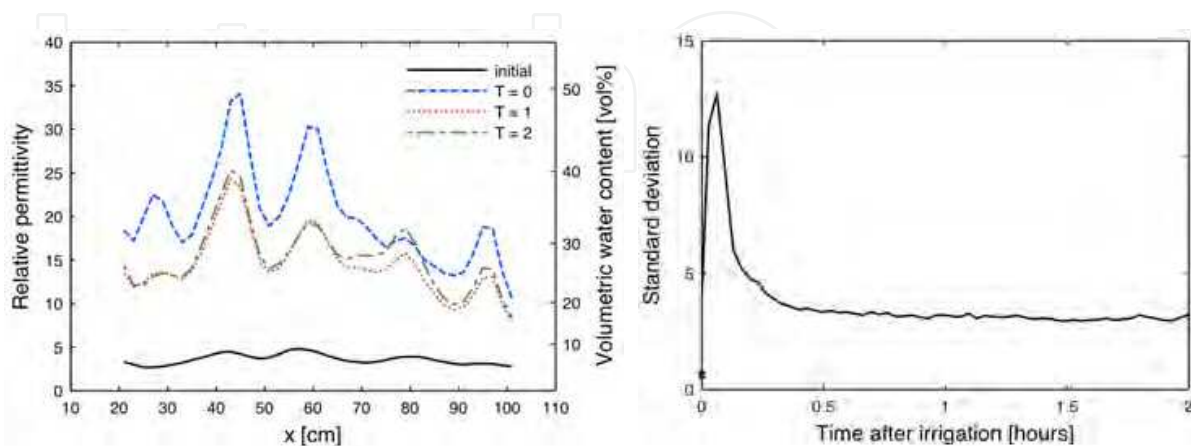 40
35
30
25
20
15
10
5
0
10 20 30 40 50 60 70 80 90 100 110
x [cm]
Relative permittivity
50
40
30
20
10
Volumetric water content [vol%]
initial
T = 0
T = 1
T = 2
15
10
5
0
0 0.5 1 1.5 2
Time after irrigation [hours]
Standard deviation